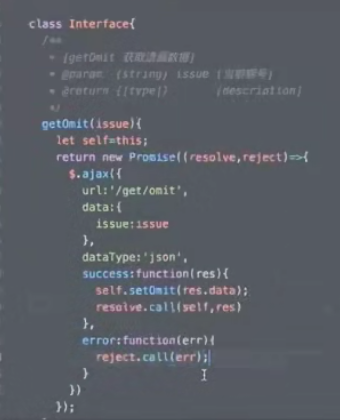 class Interface{
/**
* [getOmit 获取遗漏数据]
* @param {string} issue [当前期号]
* @return {[type]} [description]
*/
getOmit(issue){
let self=this;
return new Promise((resolve,reject)=>{
$.ajax({
url:'/get/omit',
data:{
issue:issue
},
dataType:'json',
success:function(res){
self.setOmit(res.data);
resolve.call(self,res)
},
error:function(err){
reject.call(err);
}
})
});